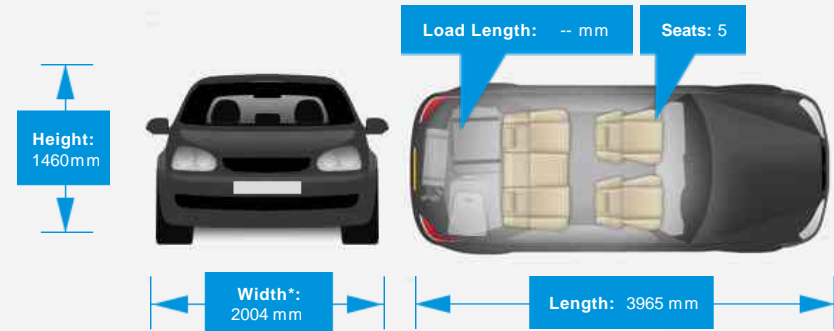 Load Length: -- mm
Seats: 5
Height:
1460mm
Width*:
2004 mm
Length: 3965 mm